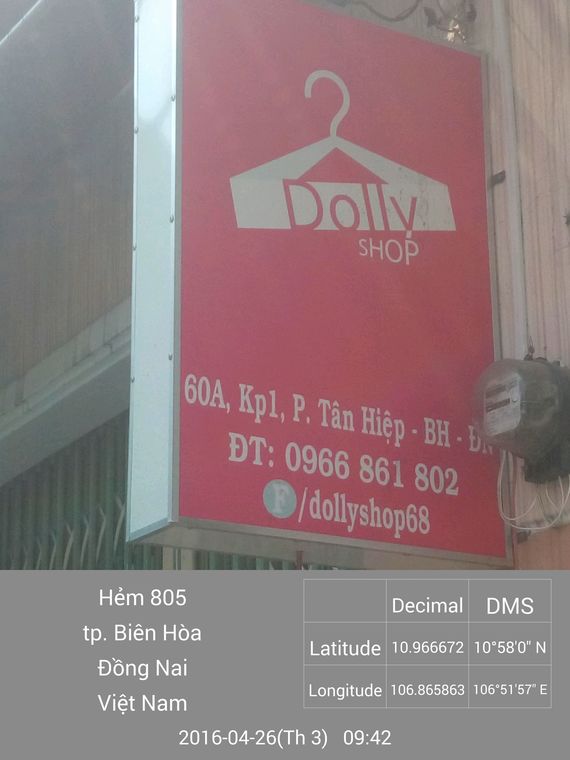 Dolly
SHOP
60A, Kp1, P. Tân Hiệp - BH -
ĐT: 0966 861 802
F/dollyshop68
Hẻm 805
tp. Biên Hòa
Đồng Nai
Việt Nam
Decimal DMS
Latitude 10.966672 10°58'0" N
Longitude 106.865863 106°51'57" E
2016-04-26(Th 3) 09:42